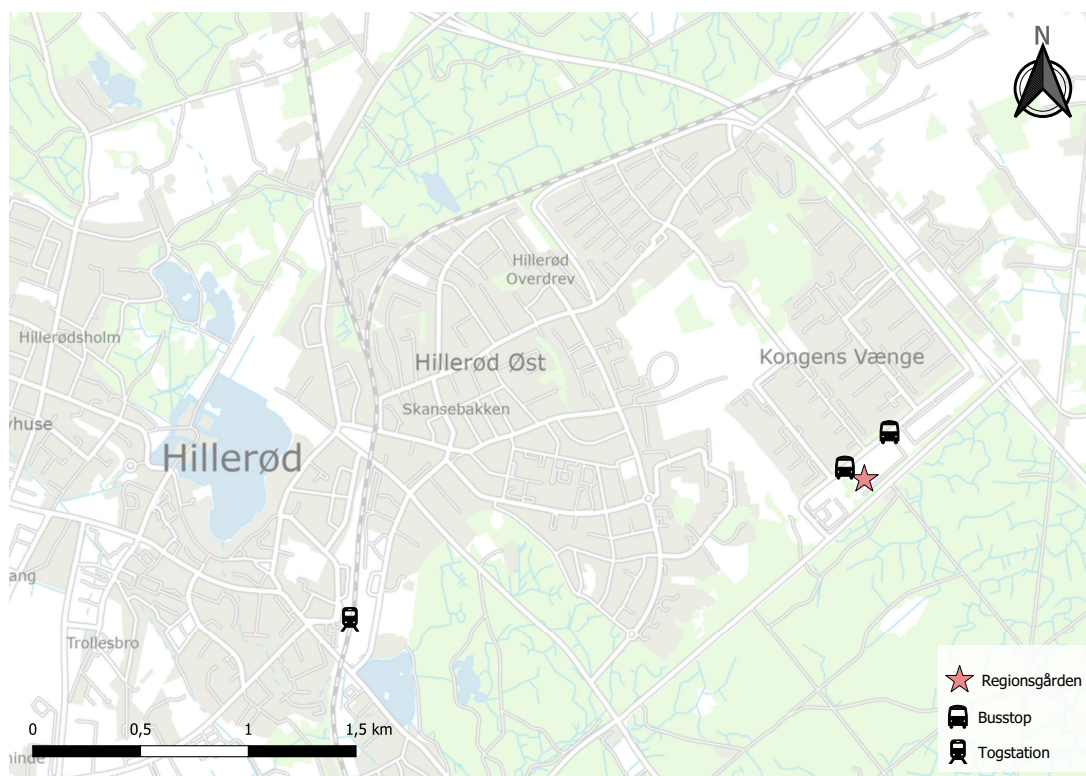 N
Hillerød
Overdrev
Hillerødsholm
Hillerød Øst
Kongens Vænge
Skansebakken
Hillerød
Trollesbro
Regionsgården
Busstop
Togstation
0
0,5
1
1,5 km